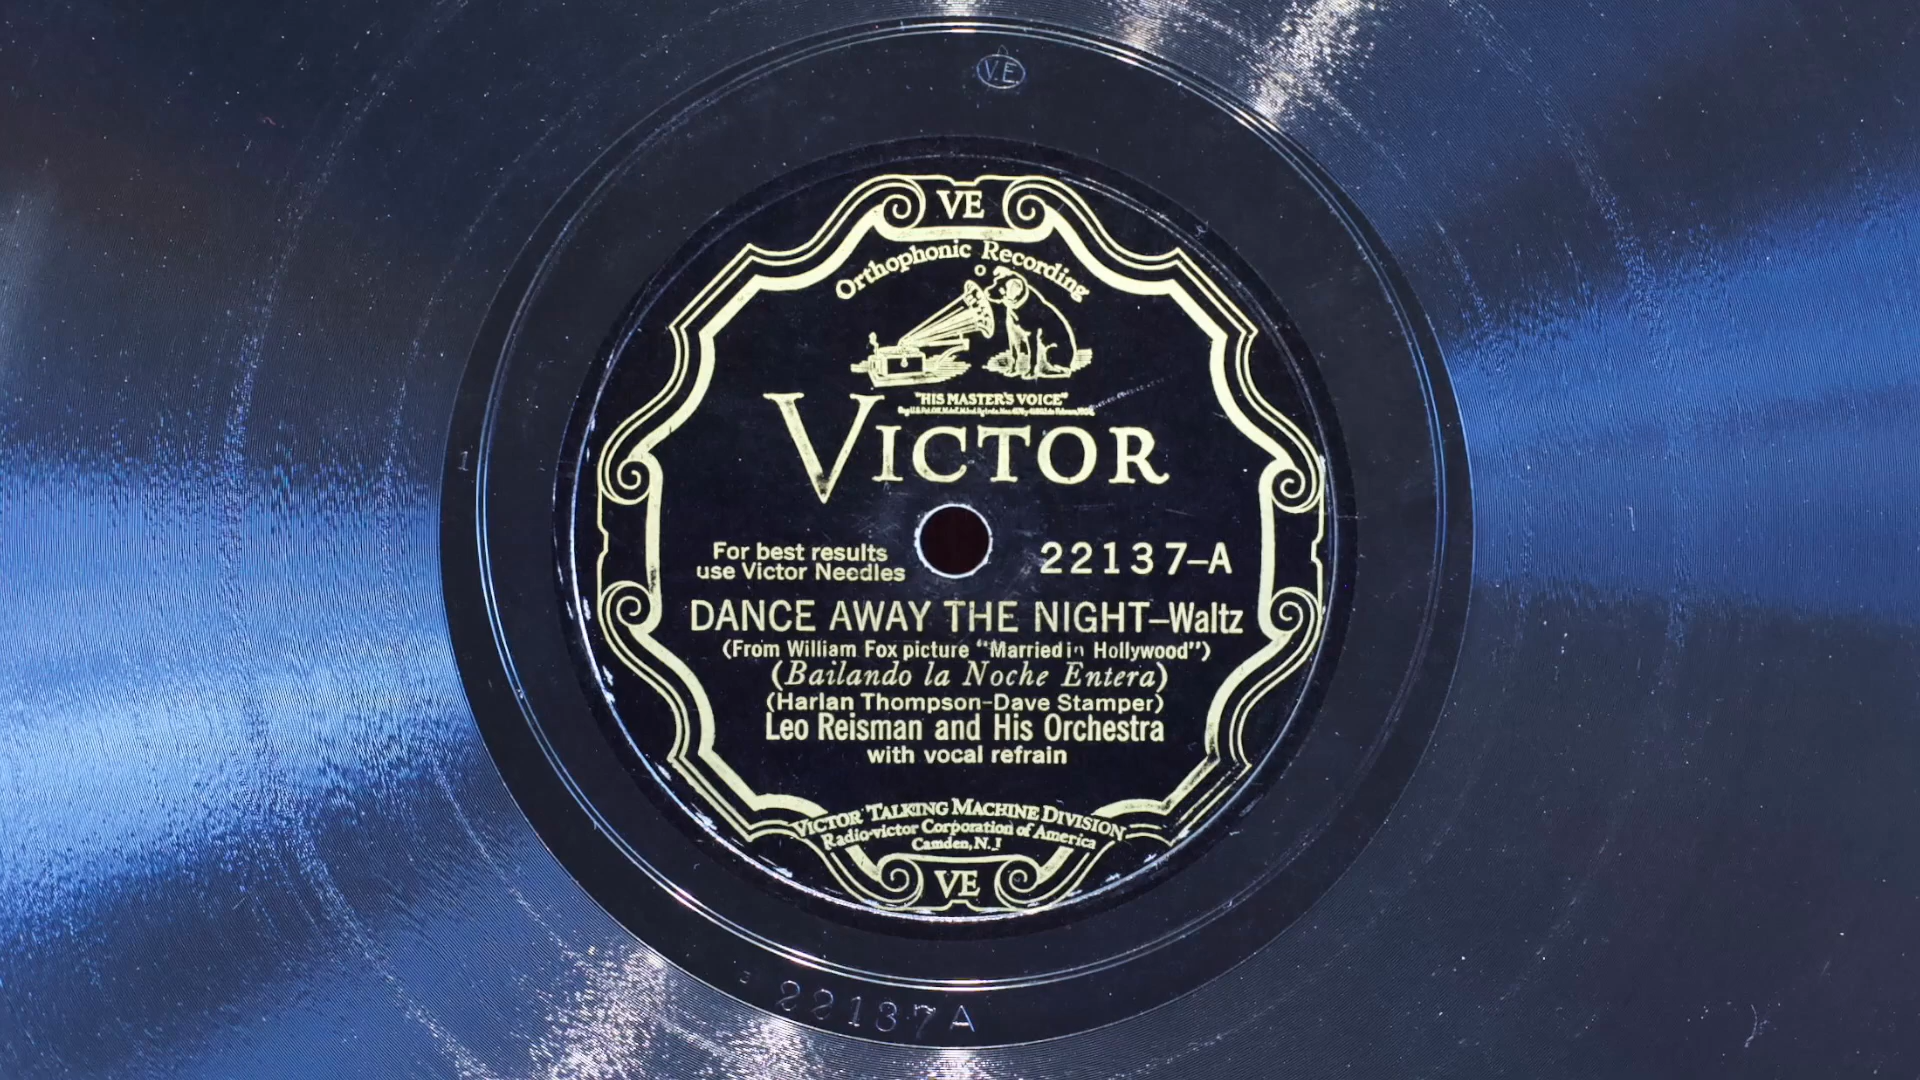 V.E.
VE
Orthophonic Recording
"HIS MASTER'S VOICE"
VICTOR
1
For best results
use Victor Needles
22137–A
DANCE AWAY THE NIGHT–Waltz
(From William Fox picture "Married in Hollywood")
(Bailando la Noche Entera)
(Harlan Thompson–Dave Stamper)
Leo Reisman and His Orchestra
with vocal refrain
VICTOR TALKING MACHINE DIVISION
Radio-victor Corporation of America
Camden, N.J
VE
22137A